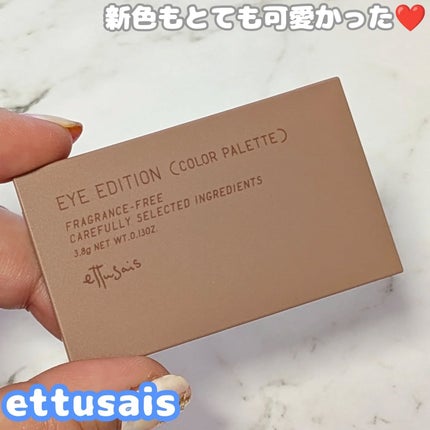 新色もとても可愛かった❤️
EYE EDITION (COLOR PALETTE)
FRAGRANCE-FREE
CAREFULLY SELECTED INGREDIENTS
3.8g NET WT.0.13OZ.
ettusais
ettusais